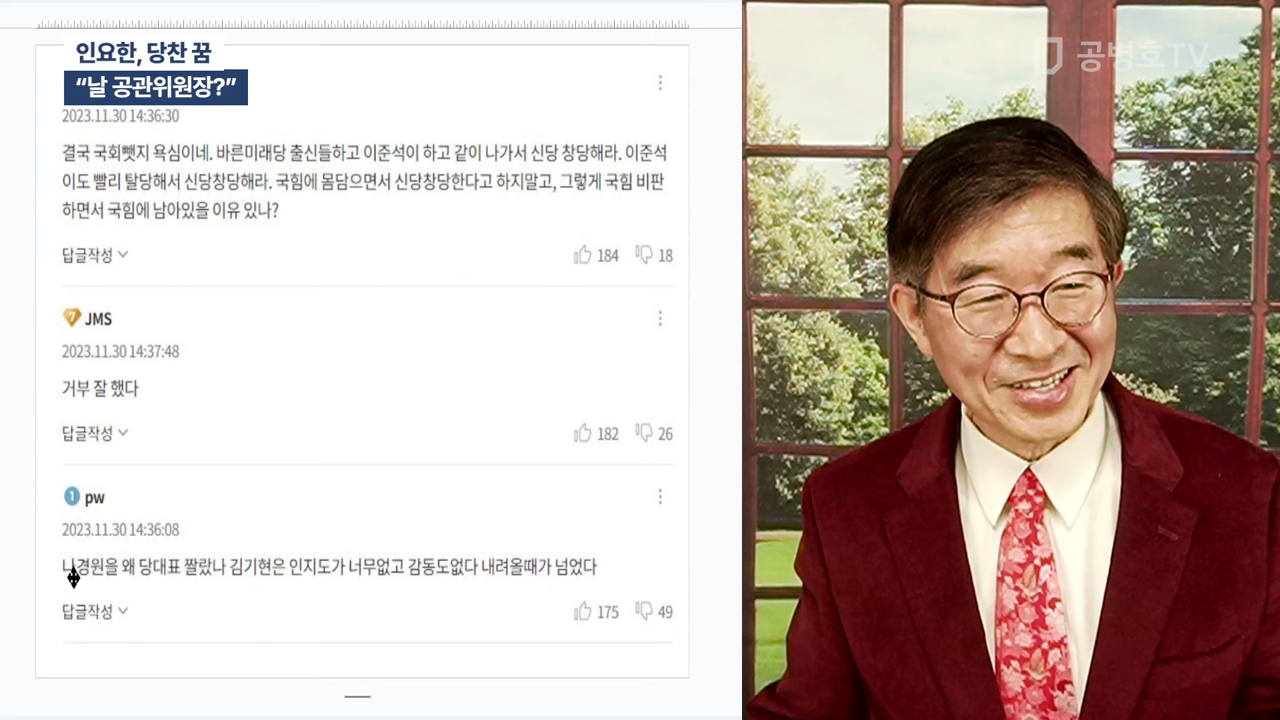 인요한, 당찬 꿈
“날 공관위원장?”
공병호TV
2023.11.30 14:36:30
결국 국회뺏지 욕심이네. 바른미래당 출신들하고 이준석이 하고 같이 나가서 신당 창당해라. 이준석
이도 빨리 탈당해서 신당창당해라. 국힘에 몸담으면서 신당창당한다고 하지말고, 그렇게 국힘 비판
하면서 국힘에 남아있을 이유 있나?
답글작성 184 18
7 JMS
2023.11.30 14:37:48
거부 잘 했다
답글작성 182 26
1 pw
2023.11.30 14:36:08
나경원을 왜 당대표 짤랐나 김기현은 인지도가 너무없고 감동도없다 내려올때가 넘었다
답글작성 175 49